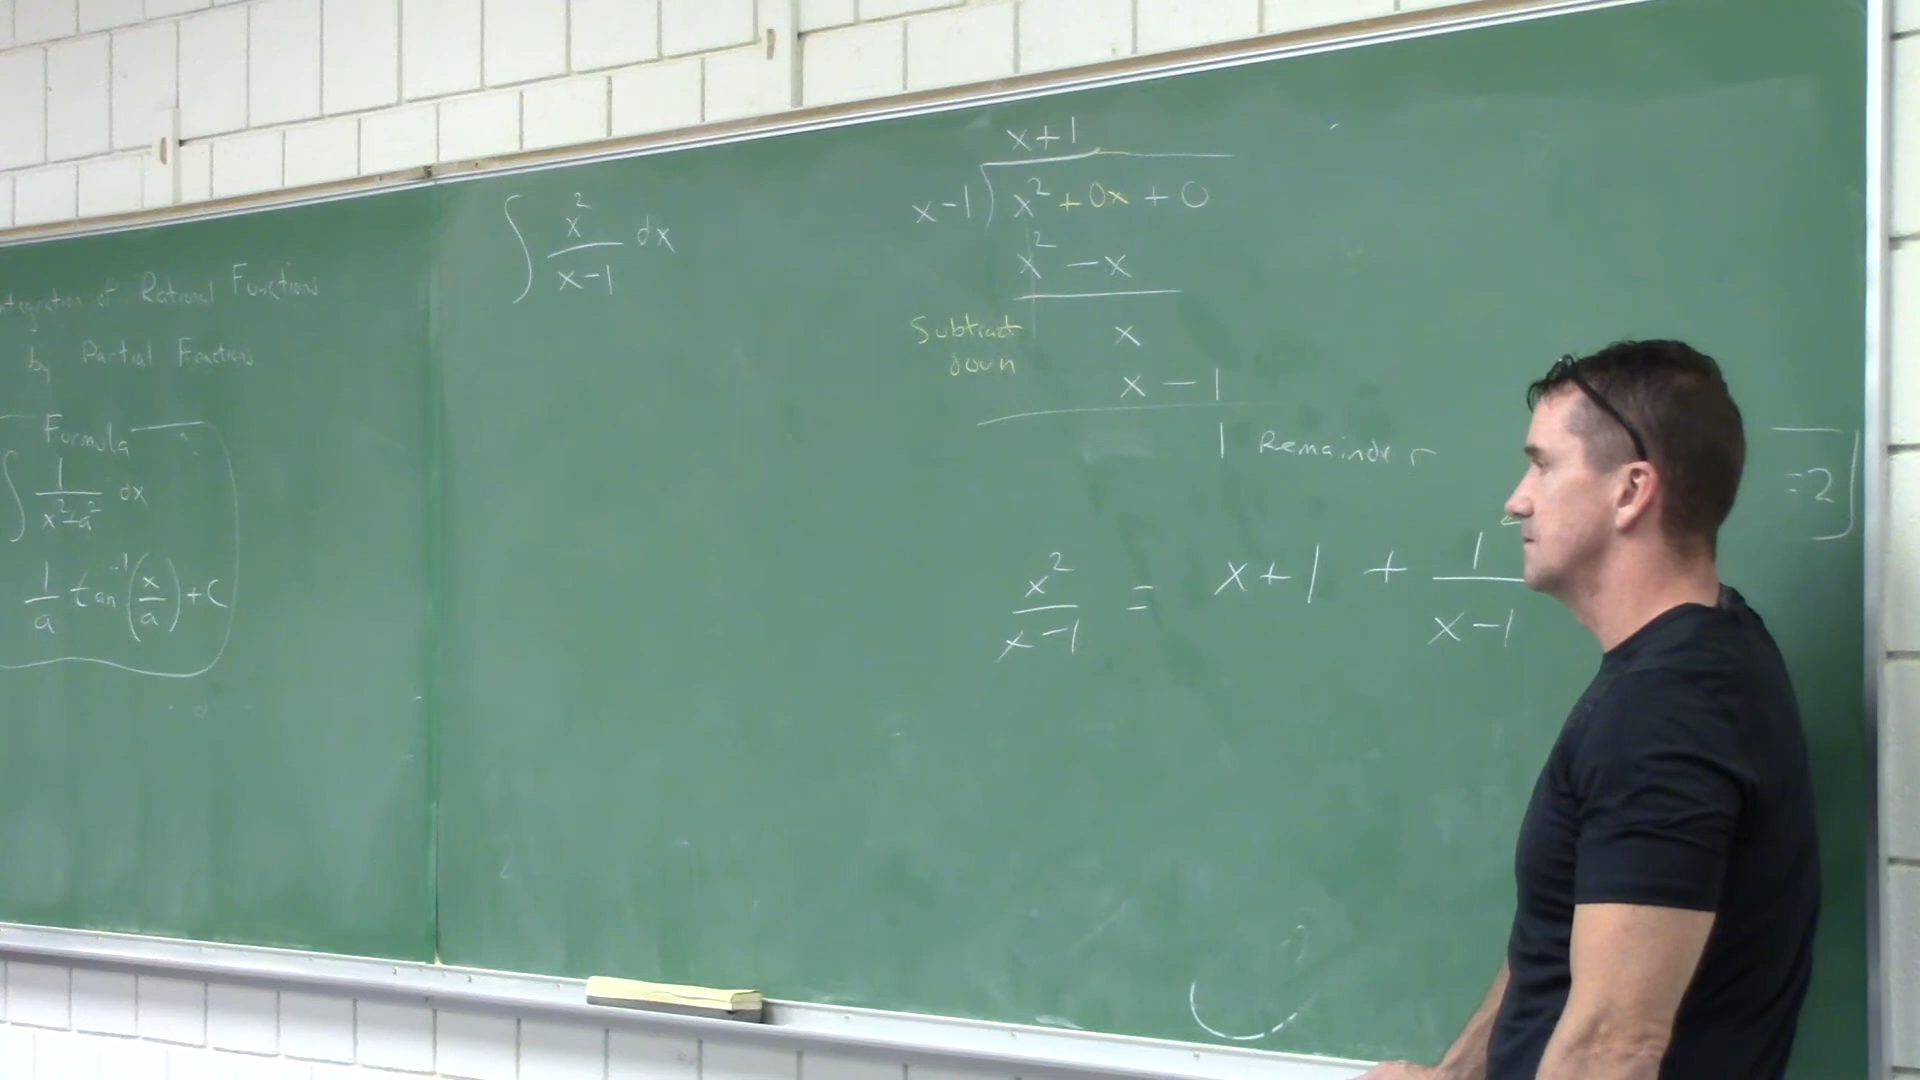 Integration of Rational Functions
by Partial Fractions
Formula
∫ 1/(x²+a²) dx
1/a tan⁻¹(x/a) + C
∫ x²/(x-1) dx
x+1
x-1 ) x² + 0x + 0
x² - x
Subtract
down
x
x - 1
1 Remainder
x²/(x-1) = x+1 + 1/(x-1)
=2